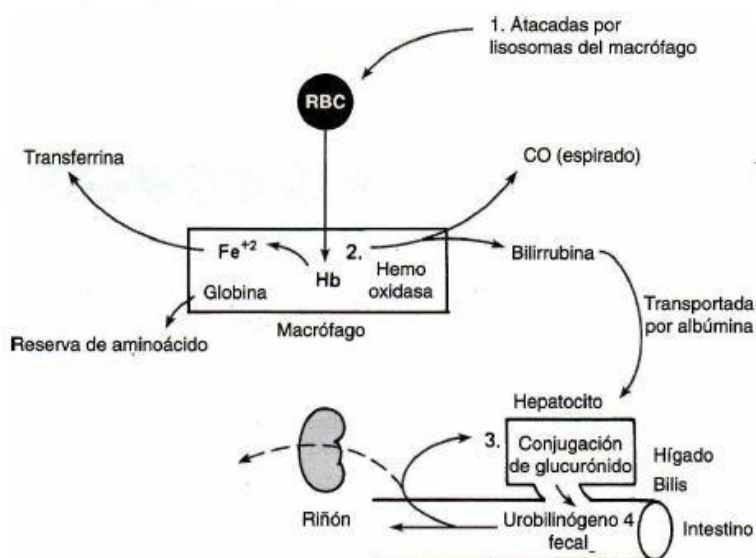 1. Atacadas por
lisosomas del macrófago
RBC
Transferrina
CO (espirado)
Fe+2
2.
Hb
Hemo
oxidasa
Globina
Bilirrubina
Macrófago
Reserva de aminoácido
Transportada
por albúmina
Hepatocito
3.
Conjugación
de glucurónido
Hígado
Bilis
Riñón
Urobilinógeno 4
fecal
Intestino